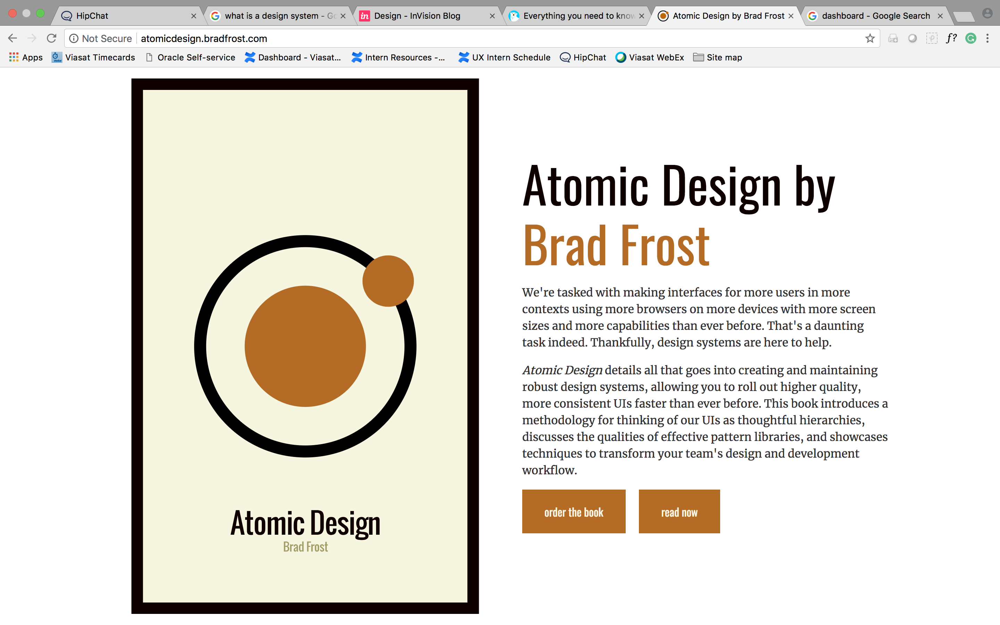 HipChat
what is a design system - Go
Design - InVision Blog
Everything you need to know
Atomic Design by Brad Frost
dashboard - Google Search
Not Secure
atomicdesign.bradfrost.com
f?
Apps
Viasat Timecards
Oracle Self-service
Dashboard - Viasat...
Intern Resources -...
UX Intern Schedule
HipChat
Viasat WebEx
Site map
Atomic Design
Brad Frost
Atomic Design by
Brad Frost
We're tasked with making interfaces for more users in more
contexts using more browsers on more devices with more screen
sizes and more capabilities than ever before. That's a daunting
task indeed. Thankfully, design systems are here to help.
Atomic Design details all that goes into creating and maintaining
robust design systems, allowing you to roll out higher quality,
more consistent UIs faster than ever before. This book introduces a
methodology for thinking of our UIs as thoughtful hierarchies,
discusses the qualities of effective pattern libraries, and showcases
techniques to transform your team's design and development
workflow.
order the book
read now